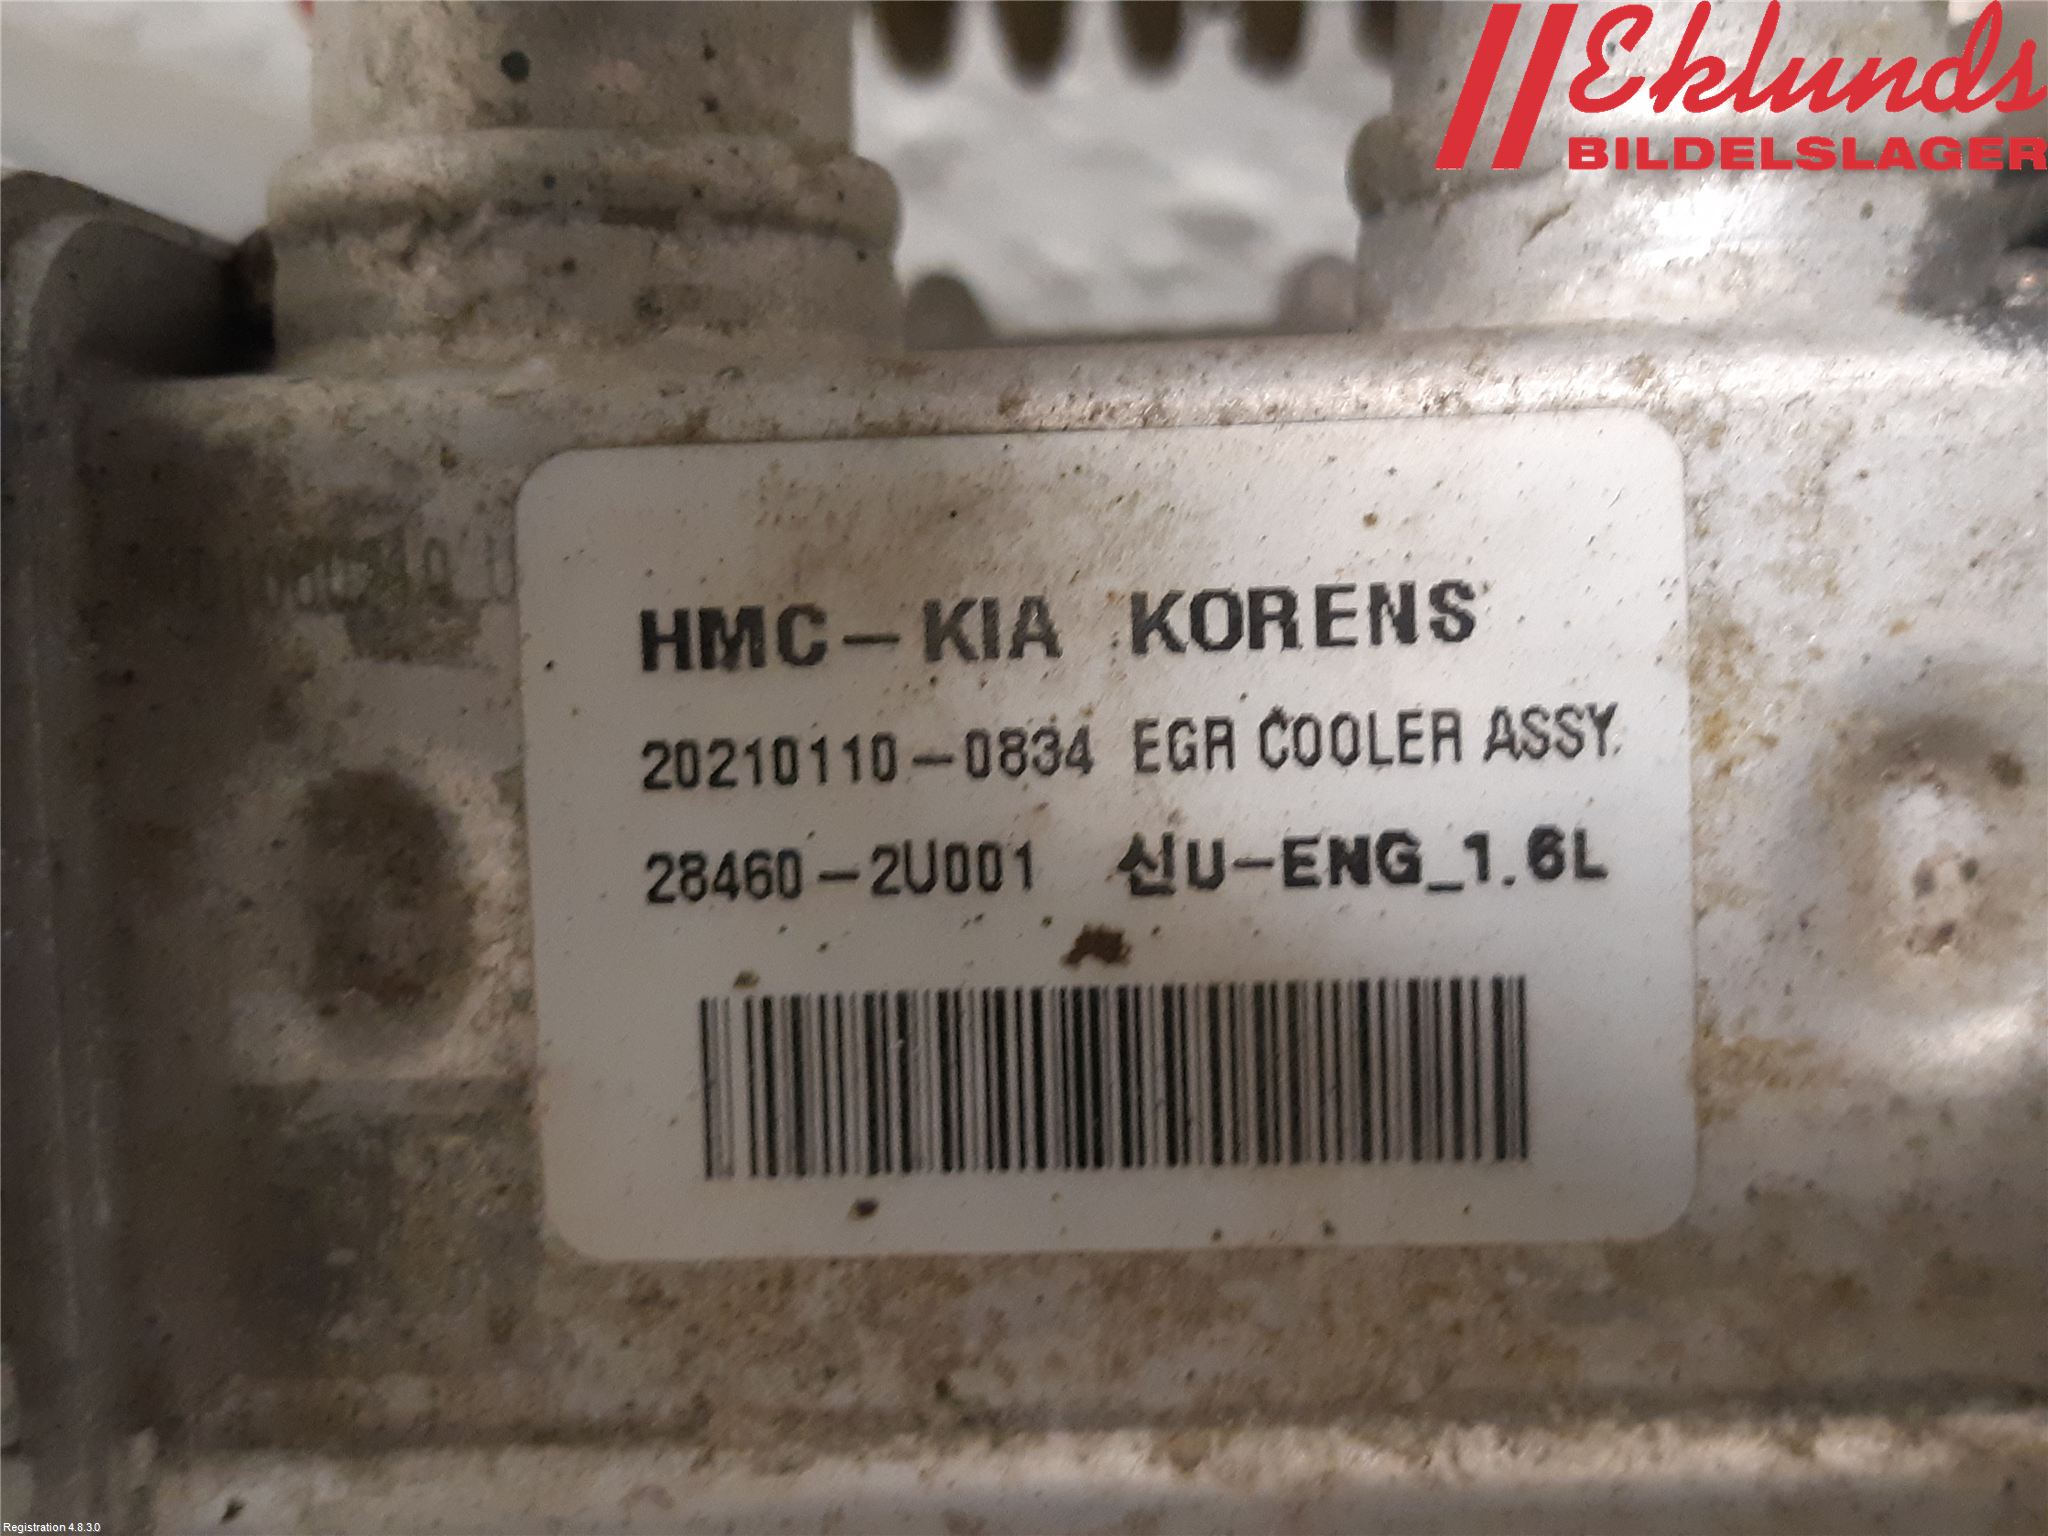 Eklunds
BILDELSLAGER
HMC-KIA KORENS
20210110-0834 EGR COOLER ASSY.
28460-2U001 신U-ENG_1.6L
Registration 4.8.3.0